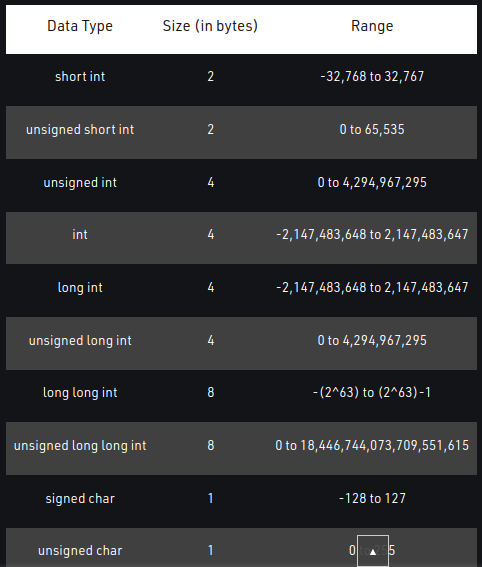 Data Type Size (in bytes) Range
short int 2 -32,768 to 32,767
unsigned short int 2 0 to 65,535
unsigned int 4 0 to 4,294,967,295
int 4 -2,147,483,648 to 2,147,483,647
long int 4 -2,147,483,648 to 2,147,483,647
unsigned long int 4 0 to 4,294,967,295
long long int 8 -(2^63) to (2^63)-1
unsigned long long int 8 0 to 18,446,744,073,709,551,615
signed char 1 -128 to 127
unsigned char 1 0 to 255